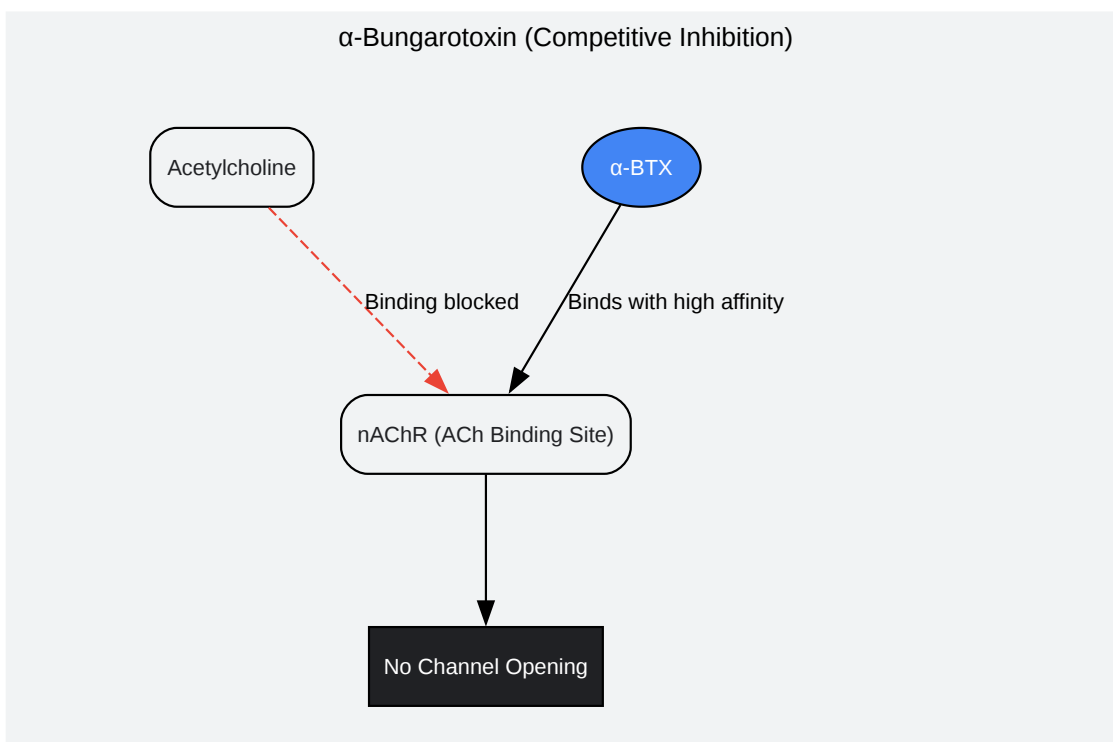 α-Bungarotoxin (Competitive Inhibition)
Acetylcholine
α-BTX
Binding blocked
Binds with high affinity
nAChR (ACh Binding Site)
No Channel Opening